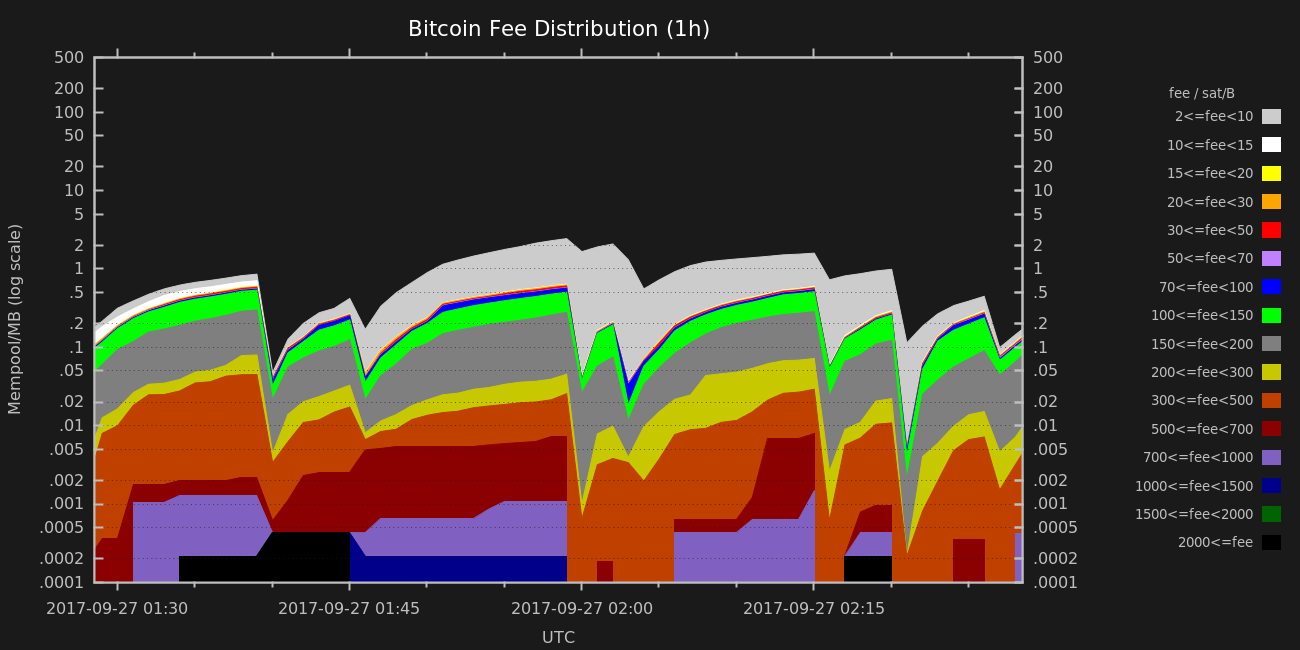 Bitcoin Fee Distribution (1h)
500
200
100
50
20
10
5
2
1
.5
.2
.1
.05
.02
.01
.005
.002
.001
.0005
.0002
.0001
Mempool/MB (log scale)
500
200
100
50
20
10
5
2
1
.5
.2
.1
.05
.02
.01
.005
.002
.001
.0005
.0002
.0001
2017-09-27 01:30 2017-09-27 01:45 2017-09-27 02:00 2017-09-27 02:15
UTC
fee / sat/B
2<=fee<10
10<=fee<15
15<=fee<20
20<=fee<30
30<=fee<50
50<=fee<70
70<=fee<100
100<=fee<150
150<=fee<200
200<=fee<300
300<=fee<500
500<=fee<700
700<=fee<1000
1000<=fee<1500
1500<=fee<2000
2000<=fee